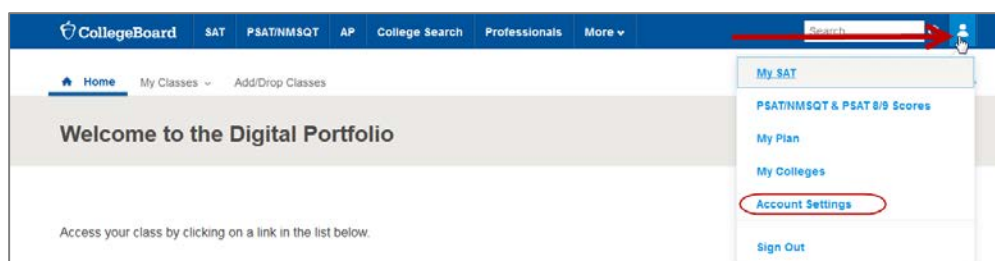 CollegeBoard SAT PSAT/NMSQT AP College Search Professionals More Search
Home My Classes Add/Drop Classes
Welcome to the Digital Portfolio
Access your class by clicking on a link in the list below.
My SAT
PSAT/NMSQT & PSAT 8/9 Scores
My Plan
My Colleges
Account Settings
Sign Out